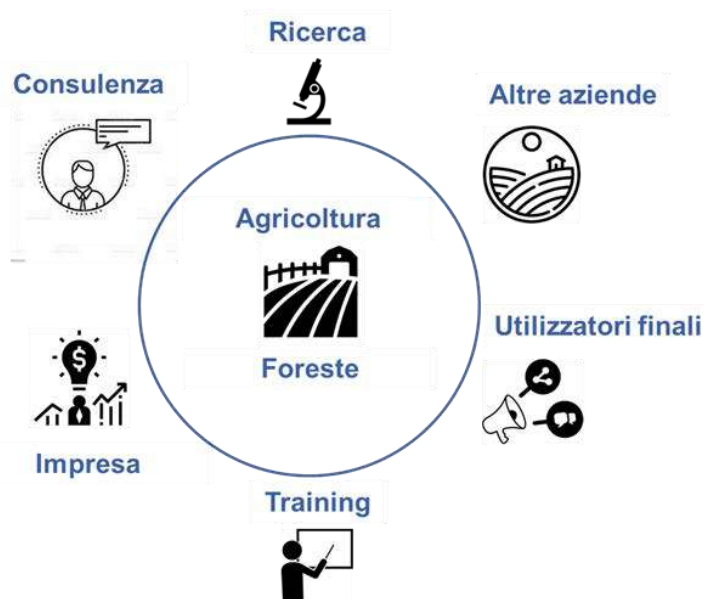 Ricerca
Consulenza
Altre aziende
Agricoltura
Foreste
Utilizzatori finali
Impresa
Training